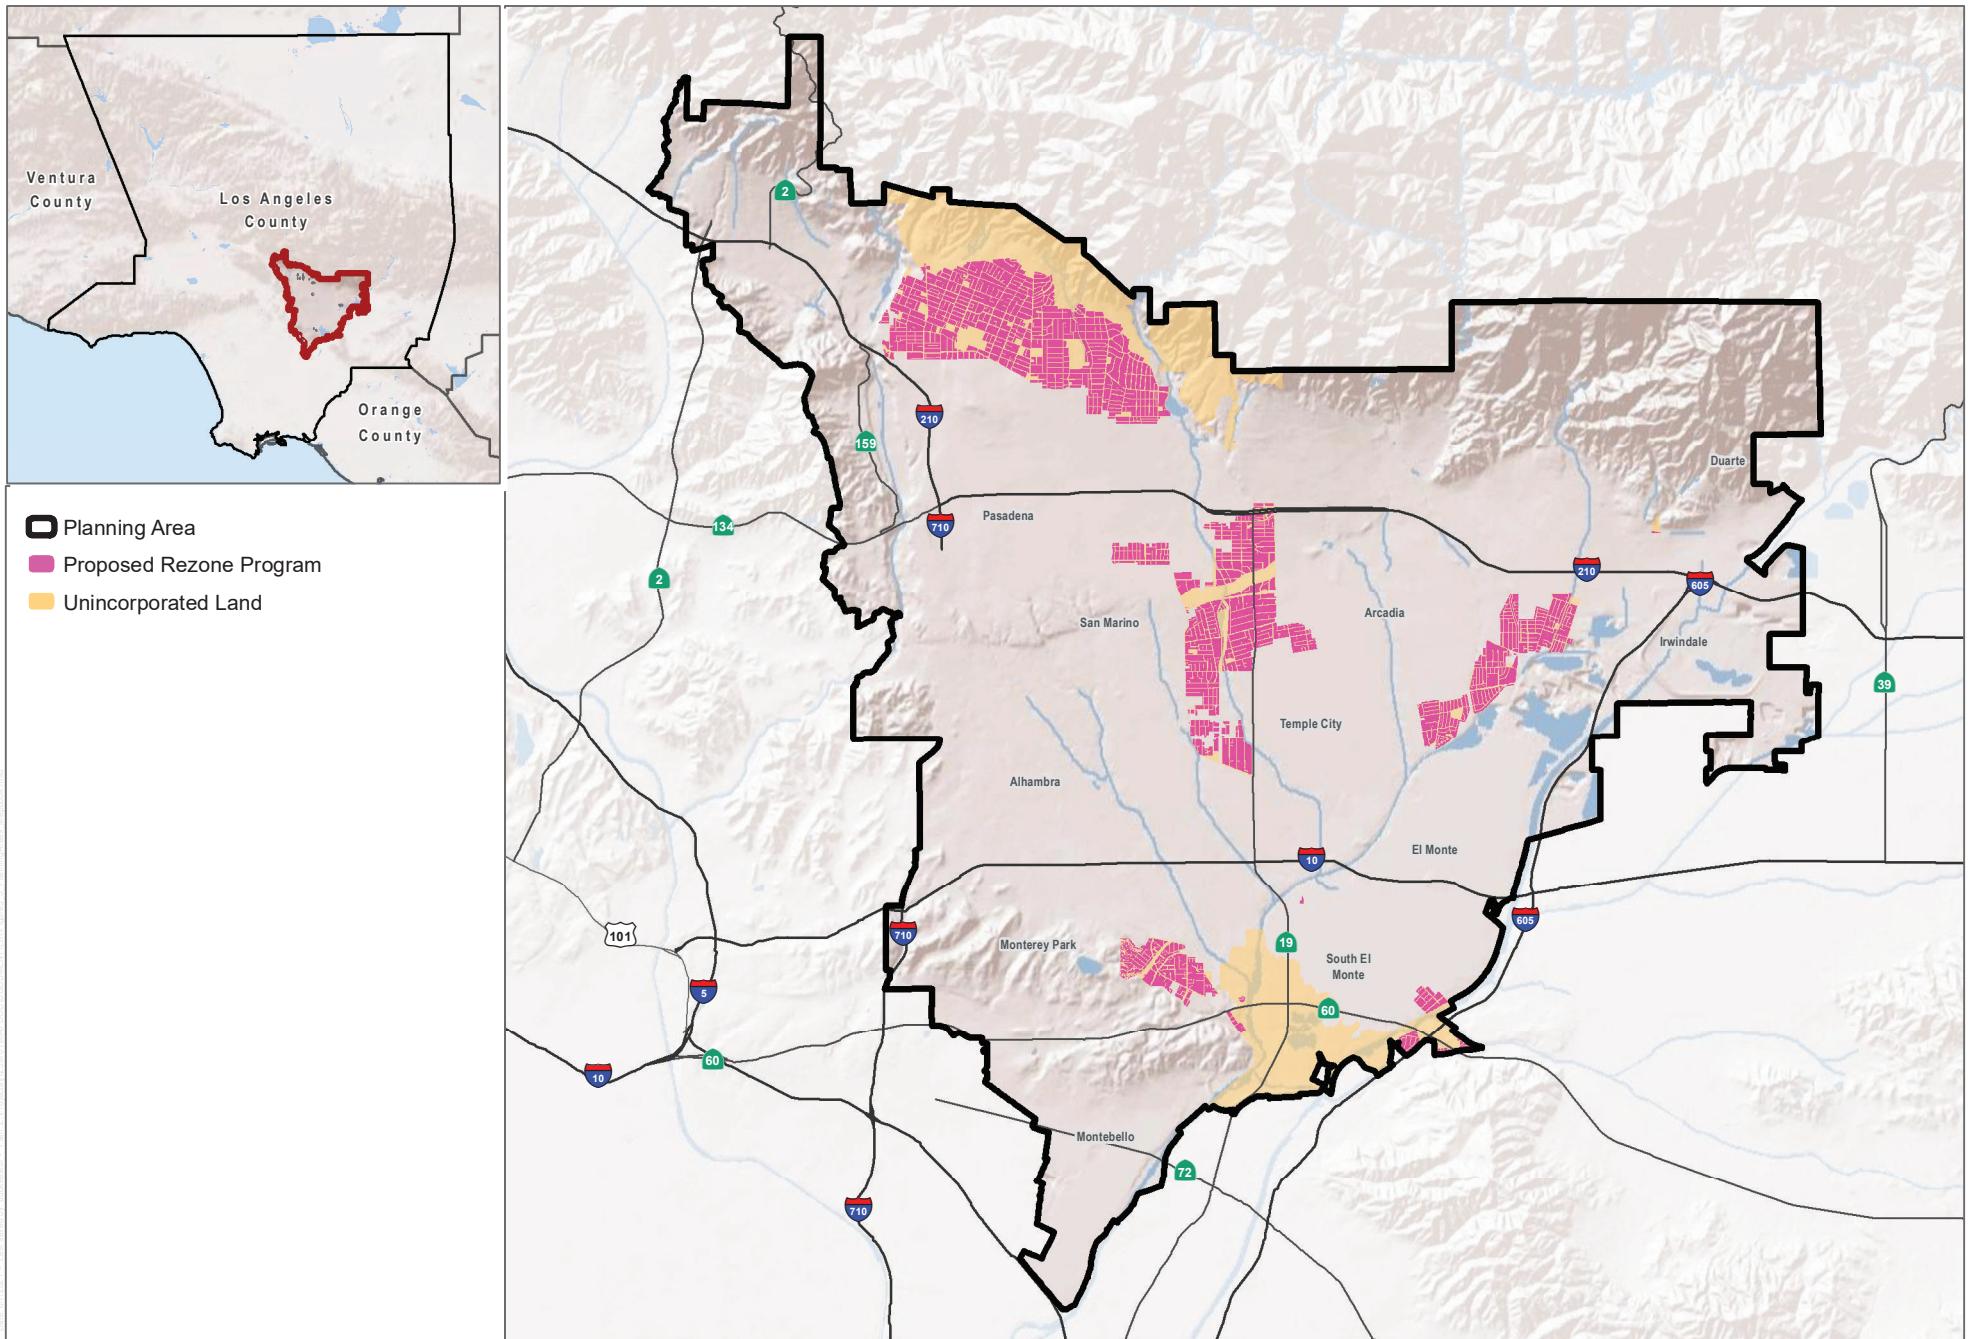 Ventura
County
Los Angeles
County
Orange
County
Planning Area
Proposed Rezone Program
Unincorporated Land
2
210
159
Duarte
Pasadena
710
134
2
210
605
San Marino
Arcadia
Irwindale
39
Temple City
Alhambra
El Monte
10
605
101
710
Monterey Park
19
South El
Monte
5
60
60
10
Montebello
72
710